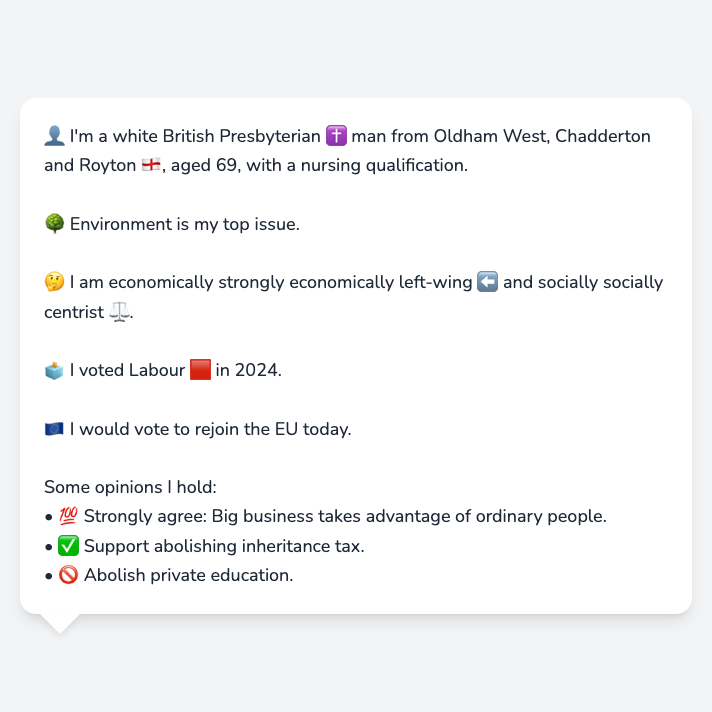 👤 I'm a white British Presbyterian ✝️ man from Oldham West, Chadderton
and Royton 🏴󠁧󠁢󠁥󠁮󠁧󠁿, aged 69, with a nursing qualification.
🌳 Environment is my top issue.
🤔 I am economically strongly economically left-wing ⬅️ and socially socially
centrist ⚖️.
🗳️ I voted Labour 🟥 in 2024.
🇪🇺 I would vote to rejoin the EU today.
Some opinions I hold:
• 💯 Strongly agree: Big business takes advantage of ordinary people.
• ✅ Support abolishing inheritance tax.
• 🚫 Abolish private education.